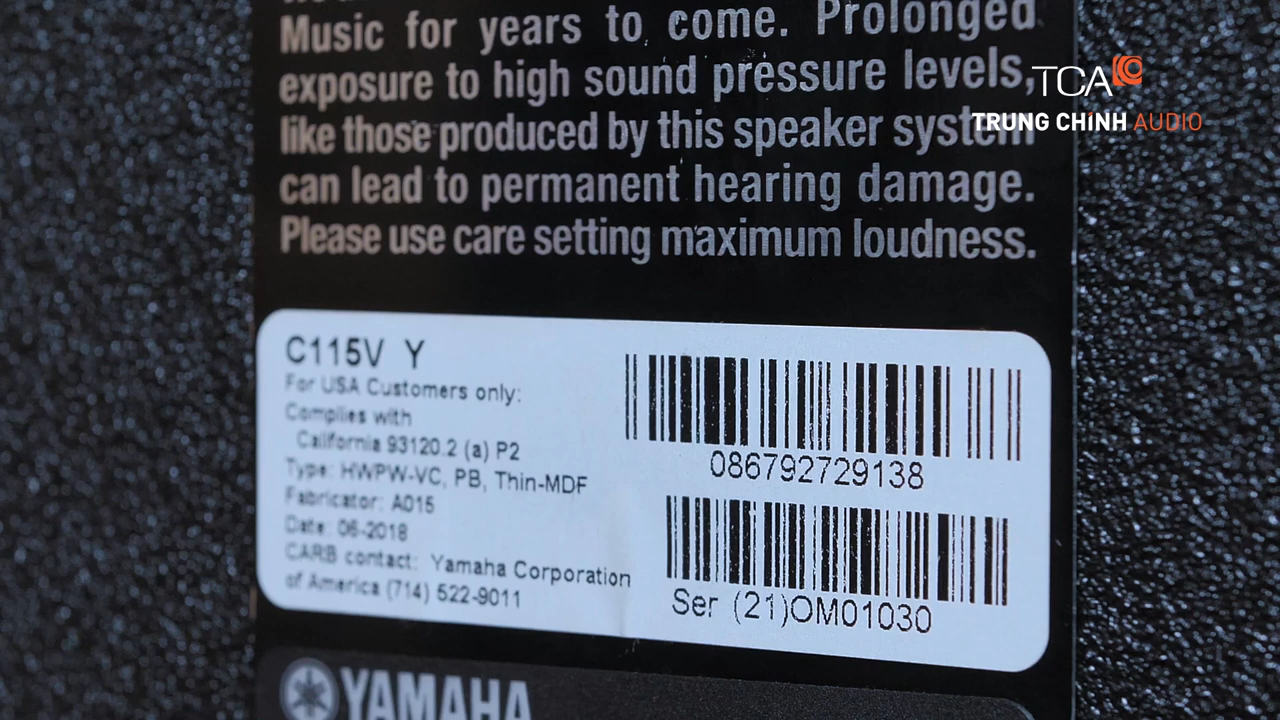 Music for years to come. Prolonged
exposure to high sound pressure levels,
like those produced by this speaker system
can lead to permanent hearing damage.
Please use care setting maximum loudness.
TCA
TRUNG CHÍNH AUDIO
C115V Y
For USA Customers only:
Complies with
California 93120.2 (a) P2
Type: HWPW-VC, PB, Thin-MDF
Fabricator: A015
Date: 06-2018
CARB contact: Yamaha Corporation
of America (714) 522-9011
086792729138
Ser (21)OM01030
YAMAHA